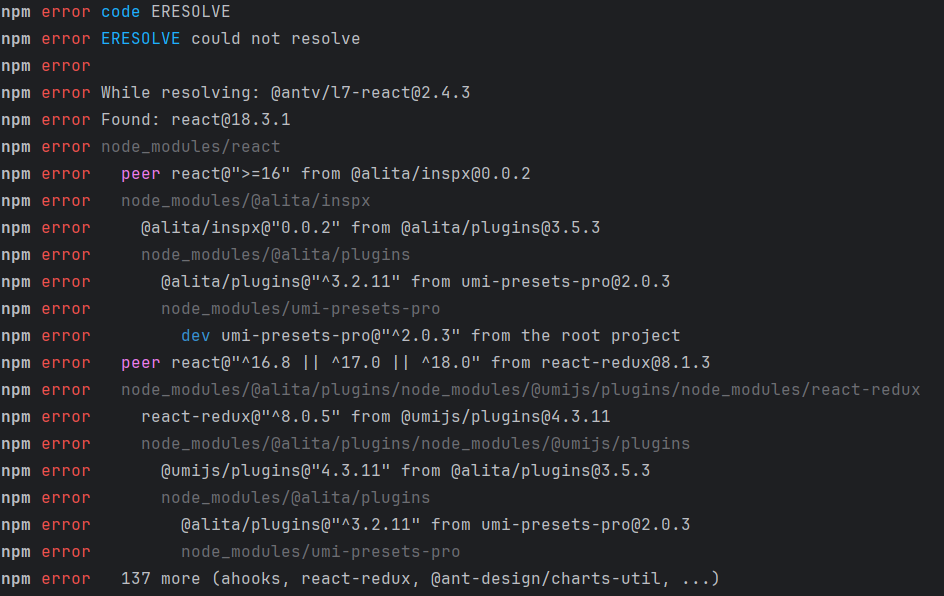 npm error code ERESOLVE
npm error ERESOLVE could not resolve
npm error
npm error While resolving: @antv/l7-react@2.4.3
npm error Found: react@18.3.1
npm error node_modules/react
npm error   peer react@">=16" from @alita/inspx@0.0.2
npm error   node_modules/@alita/inspx
npm error     @alita/inspx@"0.0.2" from @alita/plugins@3.5.3
npm error     node_modules/@alita/plugins
npm error       @alita/plugins@"^3.2.11" from umi-presets-pro@2.0.3
npm error       node_modules/umi-presets-pro
npm error         dev umi-presets-pro@"^2.0.3" from the root project
npm error   peer react@"^16.8 || ^17.0 || ^18.0" from react-redux@8.1.3
npm error   node_modules/@alita/plugins/node_modules/@umijs/plugins/node_modules/react-redux
npm error     react-redux@"^8.0.5" from @umijs/plugins@4.3.11
npm error     node_modules/@alita/plugins/node_modules/@umijs/plugins
npm error       @umijs/plugins@"4.3.11" from @alita/plugins@3.5.3
npm error       node_modules/@alita/plugins
npm error         @alita/plugins@"^3.2.11" from umi-presets-pro@2.0.3
npm error         node_modules/umi-presets-pro
npm error   137 more (ahooks, react-redux, @ant-design/charts-util, ...)